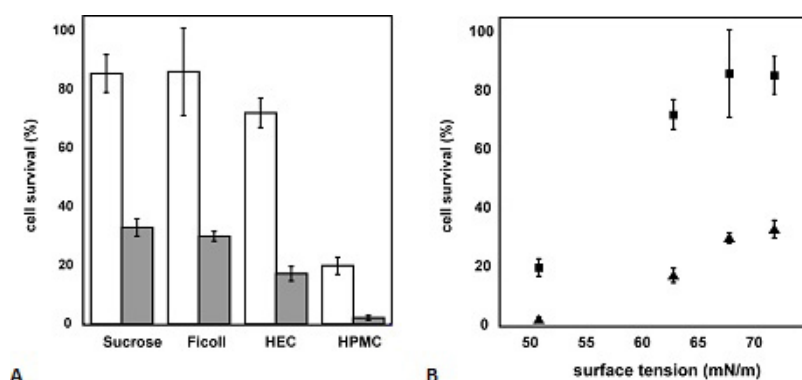 cell survival (%)
100
80
60
40
20
0
Sucrose Ficoll HEC HPMC
A
cell survival (%)
100
80
60
40
20
0
50 55 60 65 70
surface tension (mN/m)
B